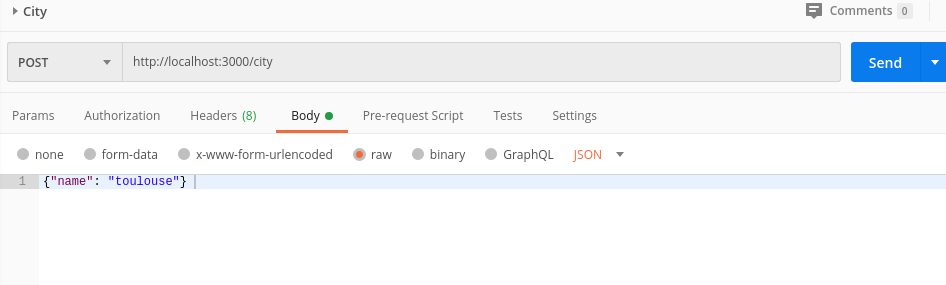 City Comments 0
POST http://localhost:3000/city Send
Params Authorization Headers (8) Body Pre-request Script Tests Settings
none form-data x-www-form-urlencoded raw binary GraphQL JSON
1 {"name": "toulouse"}